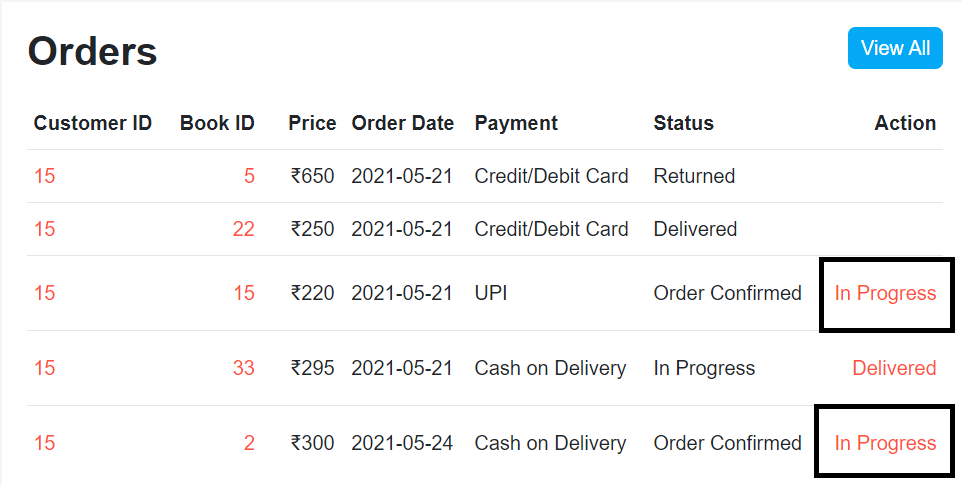 Orders View All
Customer ID Book ID Price Order Date Payment Status Action
15 5 ₹650 2021-05-21 Credit/Debit Card Returned
15 22 ₹250 2021-05-21 Credit/Debit Card Delivered
15 15 ₹220 2021-05-21 UPI Order Confirmed In Progress
15 33 ₹295 2021-05-21 Cash on Delivery In Progress Delivered
15 2 ₹300 2021-05-24 Cash on Delivery Order Confirmed In Progress